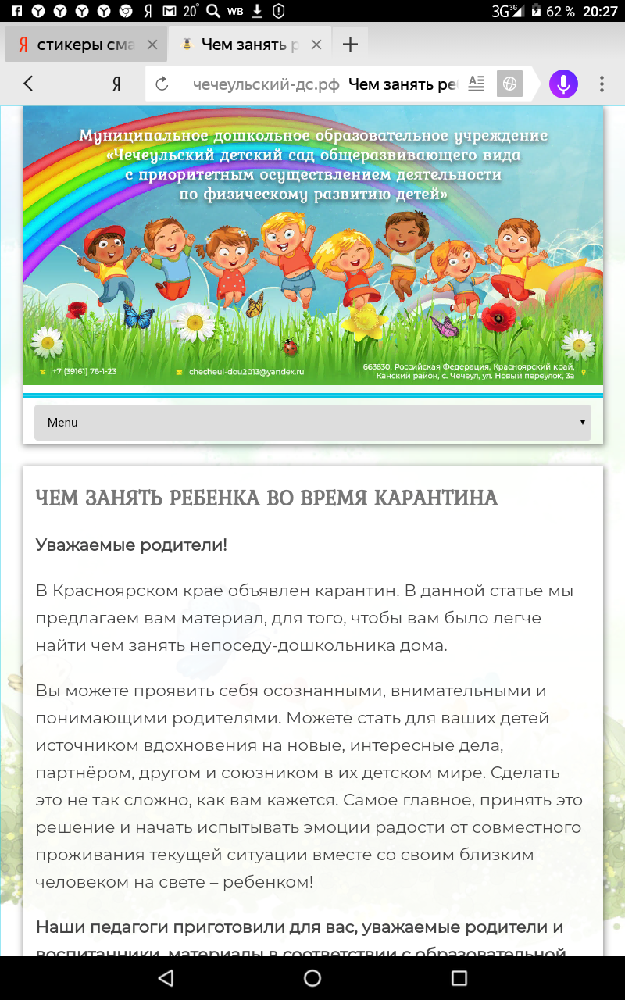 20°
WB
3G
3G
62 %
20:27
Я
стикеры сма
Чем занять р
Я
чечеульский-дс.рф Чем занять реб
Муниципальное дошкольное образовательное учреждение
«Чечеульский детский сад общеразвивающего вида
с приоритетным осуществлением деятельности
по физическому развитию детей»
+7 (39161) 78-1-23
checheul-dou2013@yandex.ru
663630, Российская Федерация, Красноярский край,
Канский район, с. Чечеул, ул. Новый переулок, 3а
Menu
ЧЕМ ЗАНЯТЬ РЕБЕНКА ВО ВРЕМЯ КАРАНТИНА
Уважаемые родители!
В Красноярском крае объявлен карантин. В данной статье мы
предлагаем вам материал, для того, чтобы вам было легче
найти чем занять непоседу-дошкольника дома.
Вы можете проявить себя осознанными, внимательными и
понимающими родителями. Можете стать для ваших детей
источником вдохновения на новые, интересные дела,
партнёром, другом и союзником в их детском мире. Сделать
это не так сложно, как вам кажется. Самое главное, принять это
решение и начать испытывать эмоции радости от совместного
проживания текущей ситуации вместе со своим близким
человеком на свете – ребенком!
Наши педагоги приготовили для вас, уважаемые родители и
воспитанники, материалы в соответствии с образовательной